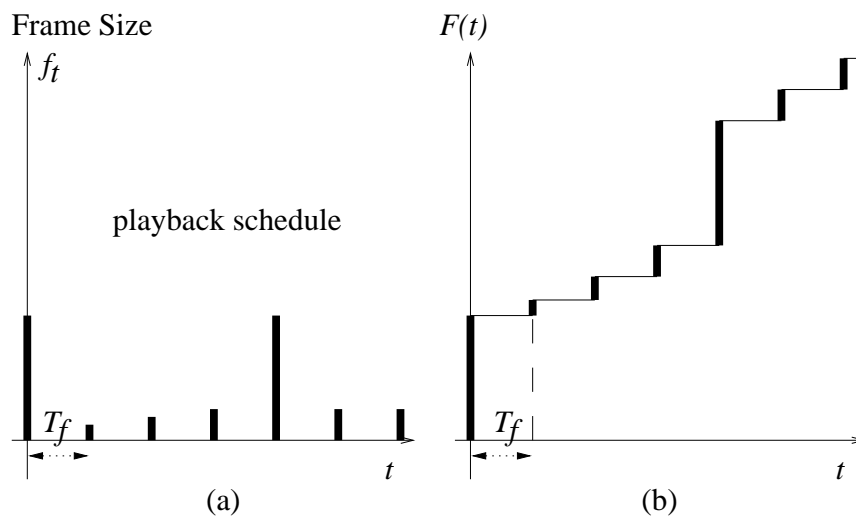 Frame Size
f_t
playback schedule
T_f
t
(a)
F(t)
T_f
t
(b)